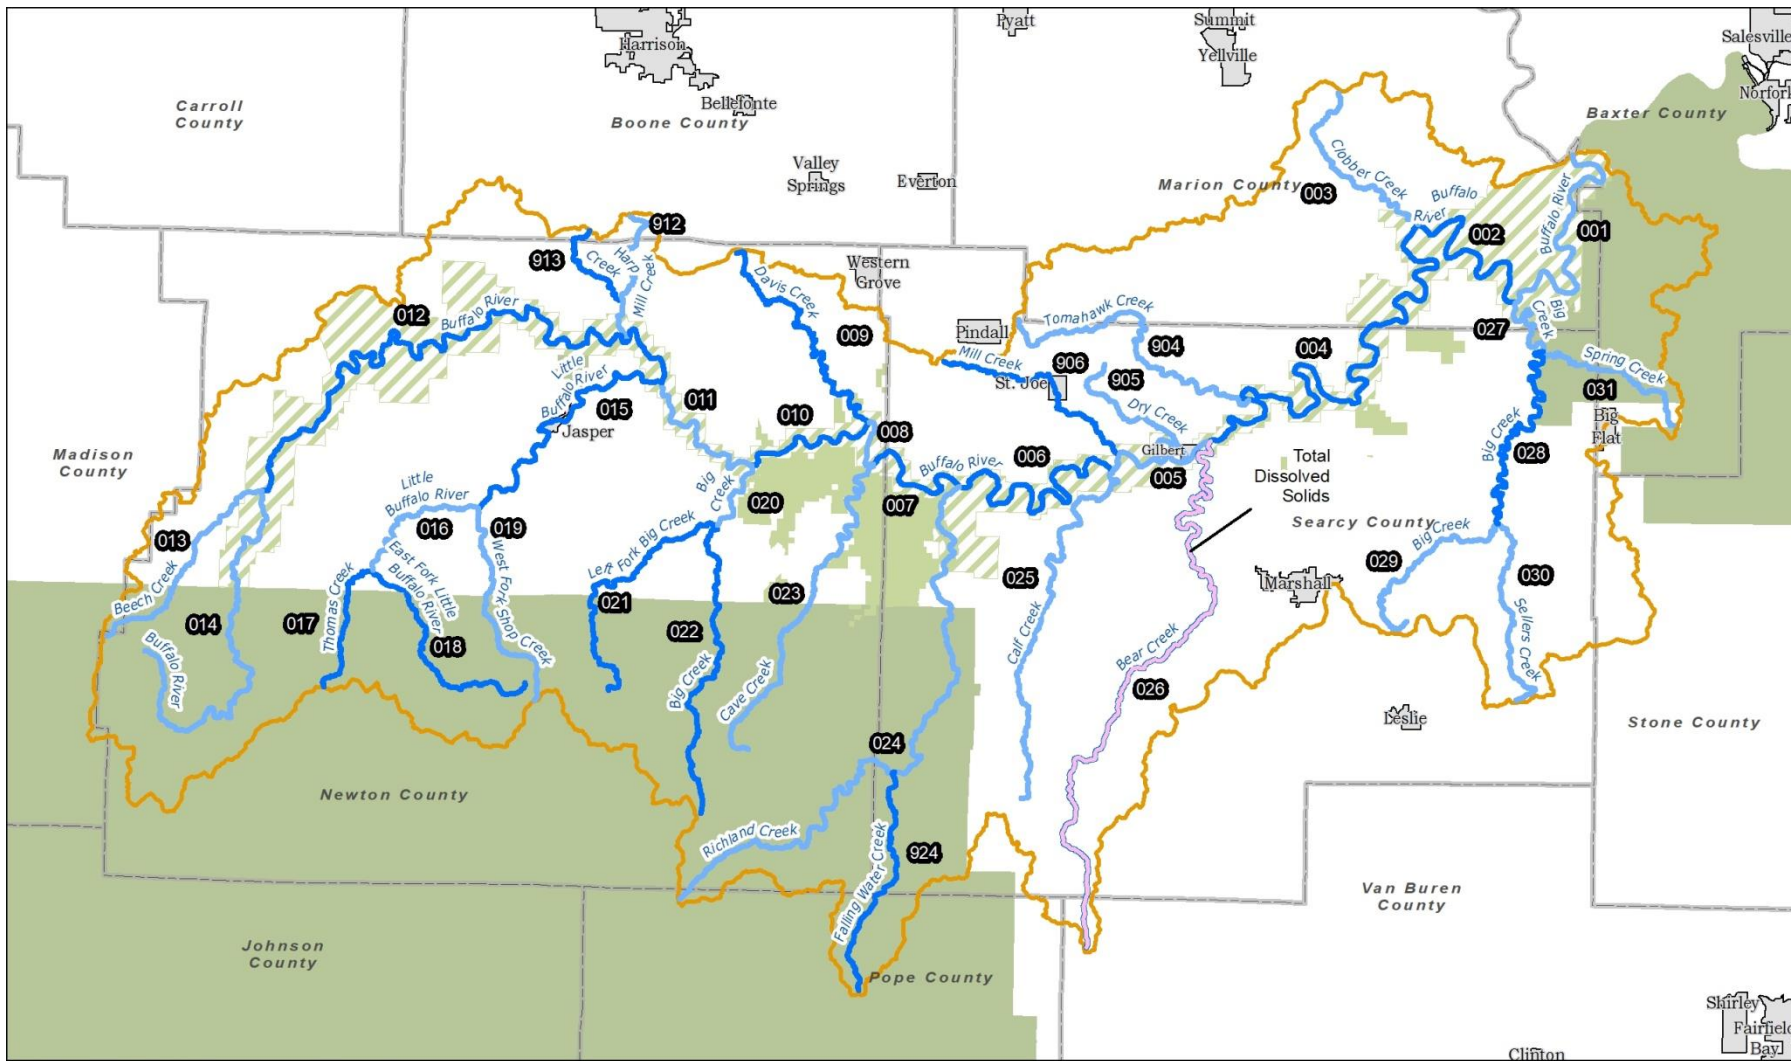 Pyatt
Summit
Yellville
Salesville
Norfork
Harrison
Bellefonte
Carroll
County
Boone County
Baxter County
Valley
Springs
Everton
Marion County
Clobber Creek
003
Buffalo
River
002
Buffalo River
001
912
913
Harp
Creek
Mill Creek
Davis Creek
Western
Grove
012
Buffalo River
009
Pindall
Tomahawk Creek
904
004
027
Big
Creek
Spring Creek
031
Big
Flat
Mill Creek
906
St. Joe
905
Dry Creek
Little
Buffalo River
015
Jasper
011
010
008
006
Gilbert
005
Buffalo River
007
Madison
County
Little
Buffalo River
016
019
Big
Creek
020
Total
Dissolved
Solids
Searcy County
Big Creek
028
013
Beech Creek
014
Buffalo River
017
Thomas Creek
East Fork Little
Buffalo River
018
West Fork Shop Creek
Left Fork Big Creek
021
022
023
Big Creek
Cave Creek
025
Calf Creek
Bear Creek
026
Marshall
029
Big Creek
030
Sellers Creek
Leslie
Stone County
024
Newton County
Richland Creek
924
Falling Water Creek
Van Buren
County
Johnson
County
Pope County
Shirley
Fairfield
Bay
Clinton